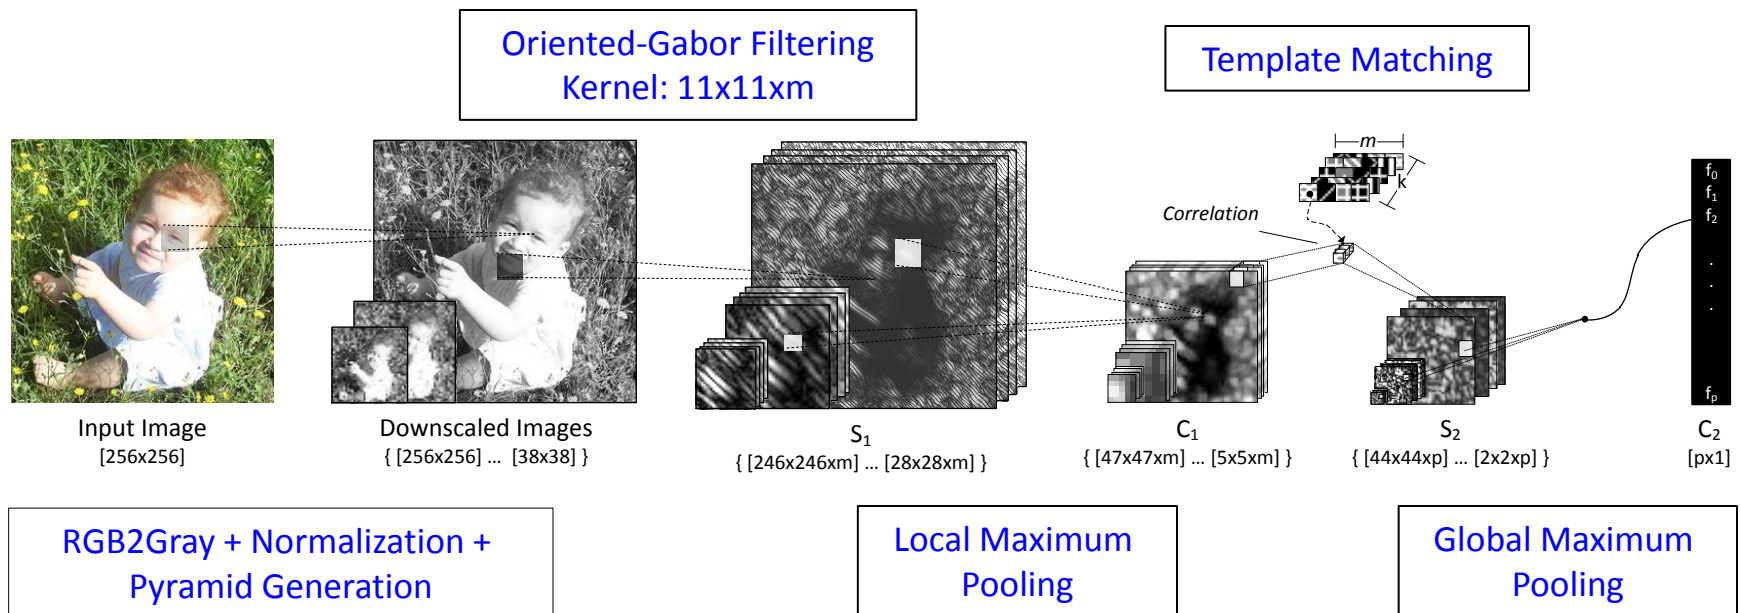 Oriented-Gabor Filtering
Kernel: 11x11xm
Template Matching
m
k
Correlation
f0
f1
f2
.
.
.
fp
Input Image
[256x256]
Downscaled Images
{ [256x256] ... [38x38] }
S1
{ [246x246xm] ... [28x28xm] }
C1
{ [47x47xm] ... [5x5xm] }
S2
{ [44x44xp] ... [2x2xp] }
C2
[px1]
RGB2Gray + Normalization +
Pyramid Generation
Local Maximum
Pooling
Global Maximum
Pooling